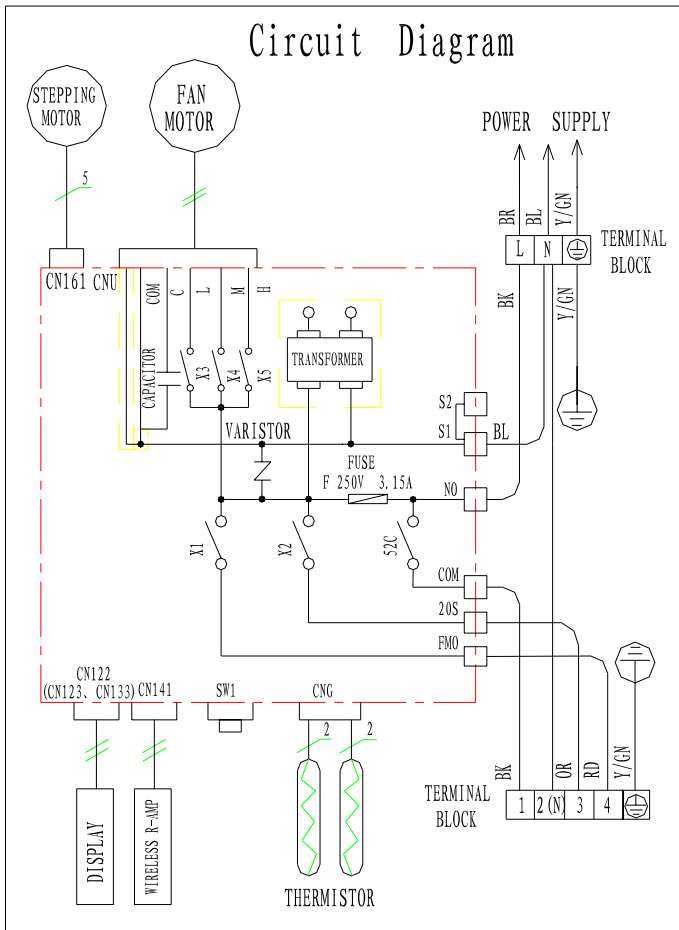 Circuit Diagram
STEPPING
MOTOR
FAN
MOTOR
POWER SUPPLY
5
BR
BL
Y/GN
L
N
TERMINAL
BLOCK
CN161
CNU
COM
C
L
M
H
BK
Y/GN
CAPACITOR
X3
X4
X5
TRANSFORMER
S2
S1
BL
VARISTOR
FUSE
F 250V 3.15A
NO
X1
X2
52C
COM
20S
FMO
CN122
(CN123、CN133)
CN141
SW1
CNG
2
2
BK
OR
RD
Y/GN
TERMINAL
BLOCK
1
2(N)
3
4
DISPLAY
WIRELESS R-AMP
THERMISTOR